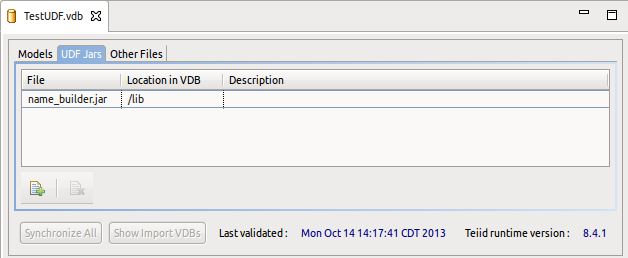 TestUDF.vdb
Models UDF Jars Other Files
File Location in VDB Description
name_builder.jar /lib
Synchronize All Show Import VDBs Last validated : Mon Oct 14 14:17:41 CDT 2013 Teiid runtime version : 8.4.1